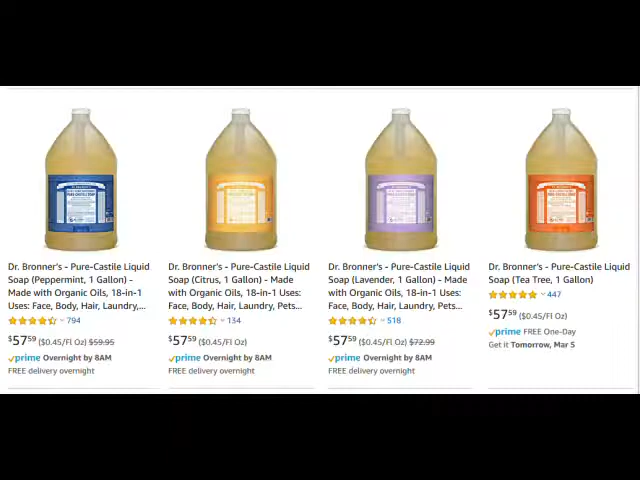 Dr. Bronner's - Pure-Castile Liquid
Soap (Peppermint, 1 Gallon) -
Made with Organic Oils, 18-in-1
Uses: Face, Body, Hair, Laundry,...
794
$57.59 ($0.45/Fl Oz) $59.95
prime Overnight by 8AM
FREE delivery overnight
Dr. Bronner's - Pure-Castile Liquid
Soap (Citrus, 1 Gallon) - Made
with Organic Oils, 18-in-1 Uses:
Face, Body, Hair, Laundry, Pets...
134
$57.59 ($0.45/Fl Oz)
prime Overnight by 8AM
FREE delivery overnight
Dr. Bronner's - Pure-Castile Liquid
Soap (Lavender, 1 Gallon) - Made
with Organic Oils, 18-in-1 Uses:
Face, Body, Hair, Laundry, Pets...
518
$57.59 ($0.45/Fl Oz) $72.99
prime Overnight by 8AM
FREE delivery overnight
Dr. Bronner's - Pure-Castile Liquid
Soap (Tea Tree, 1 Gallon)
447
$57.59 ($0.45/Fl Oz)
prime FREE One-Day
Get it Tomorrow, Mar 5